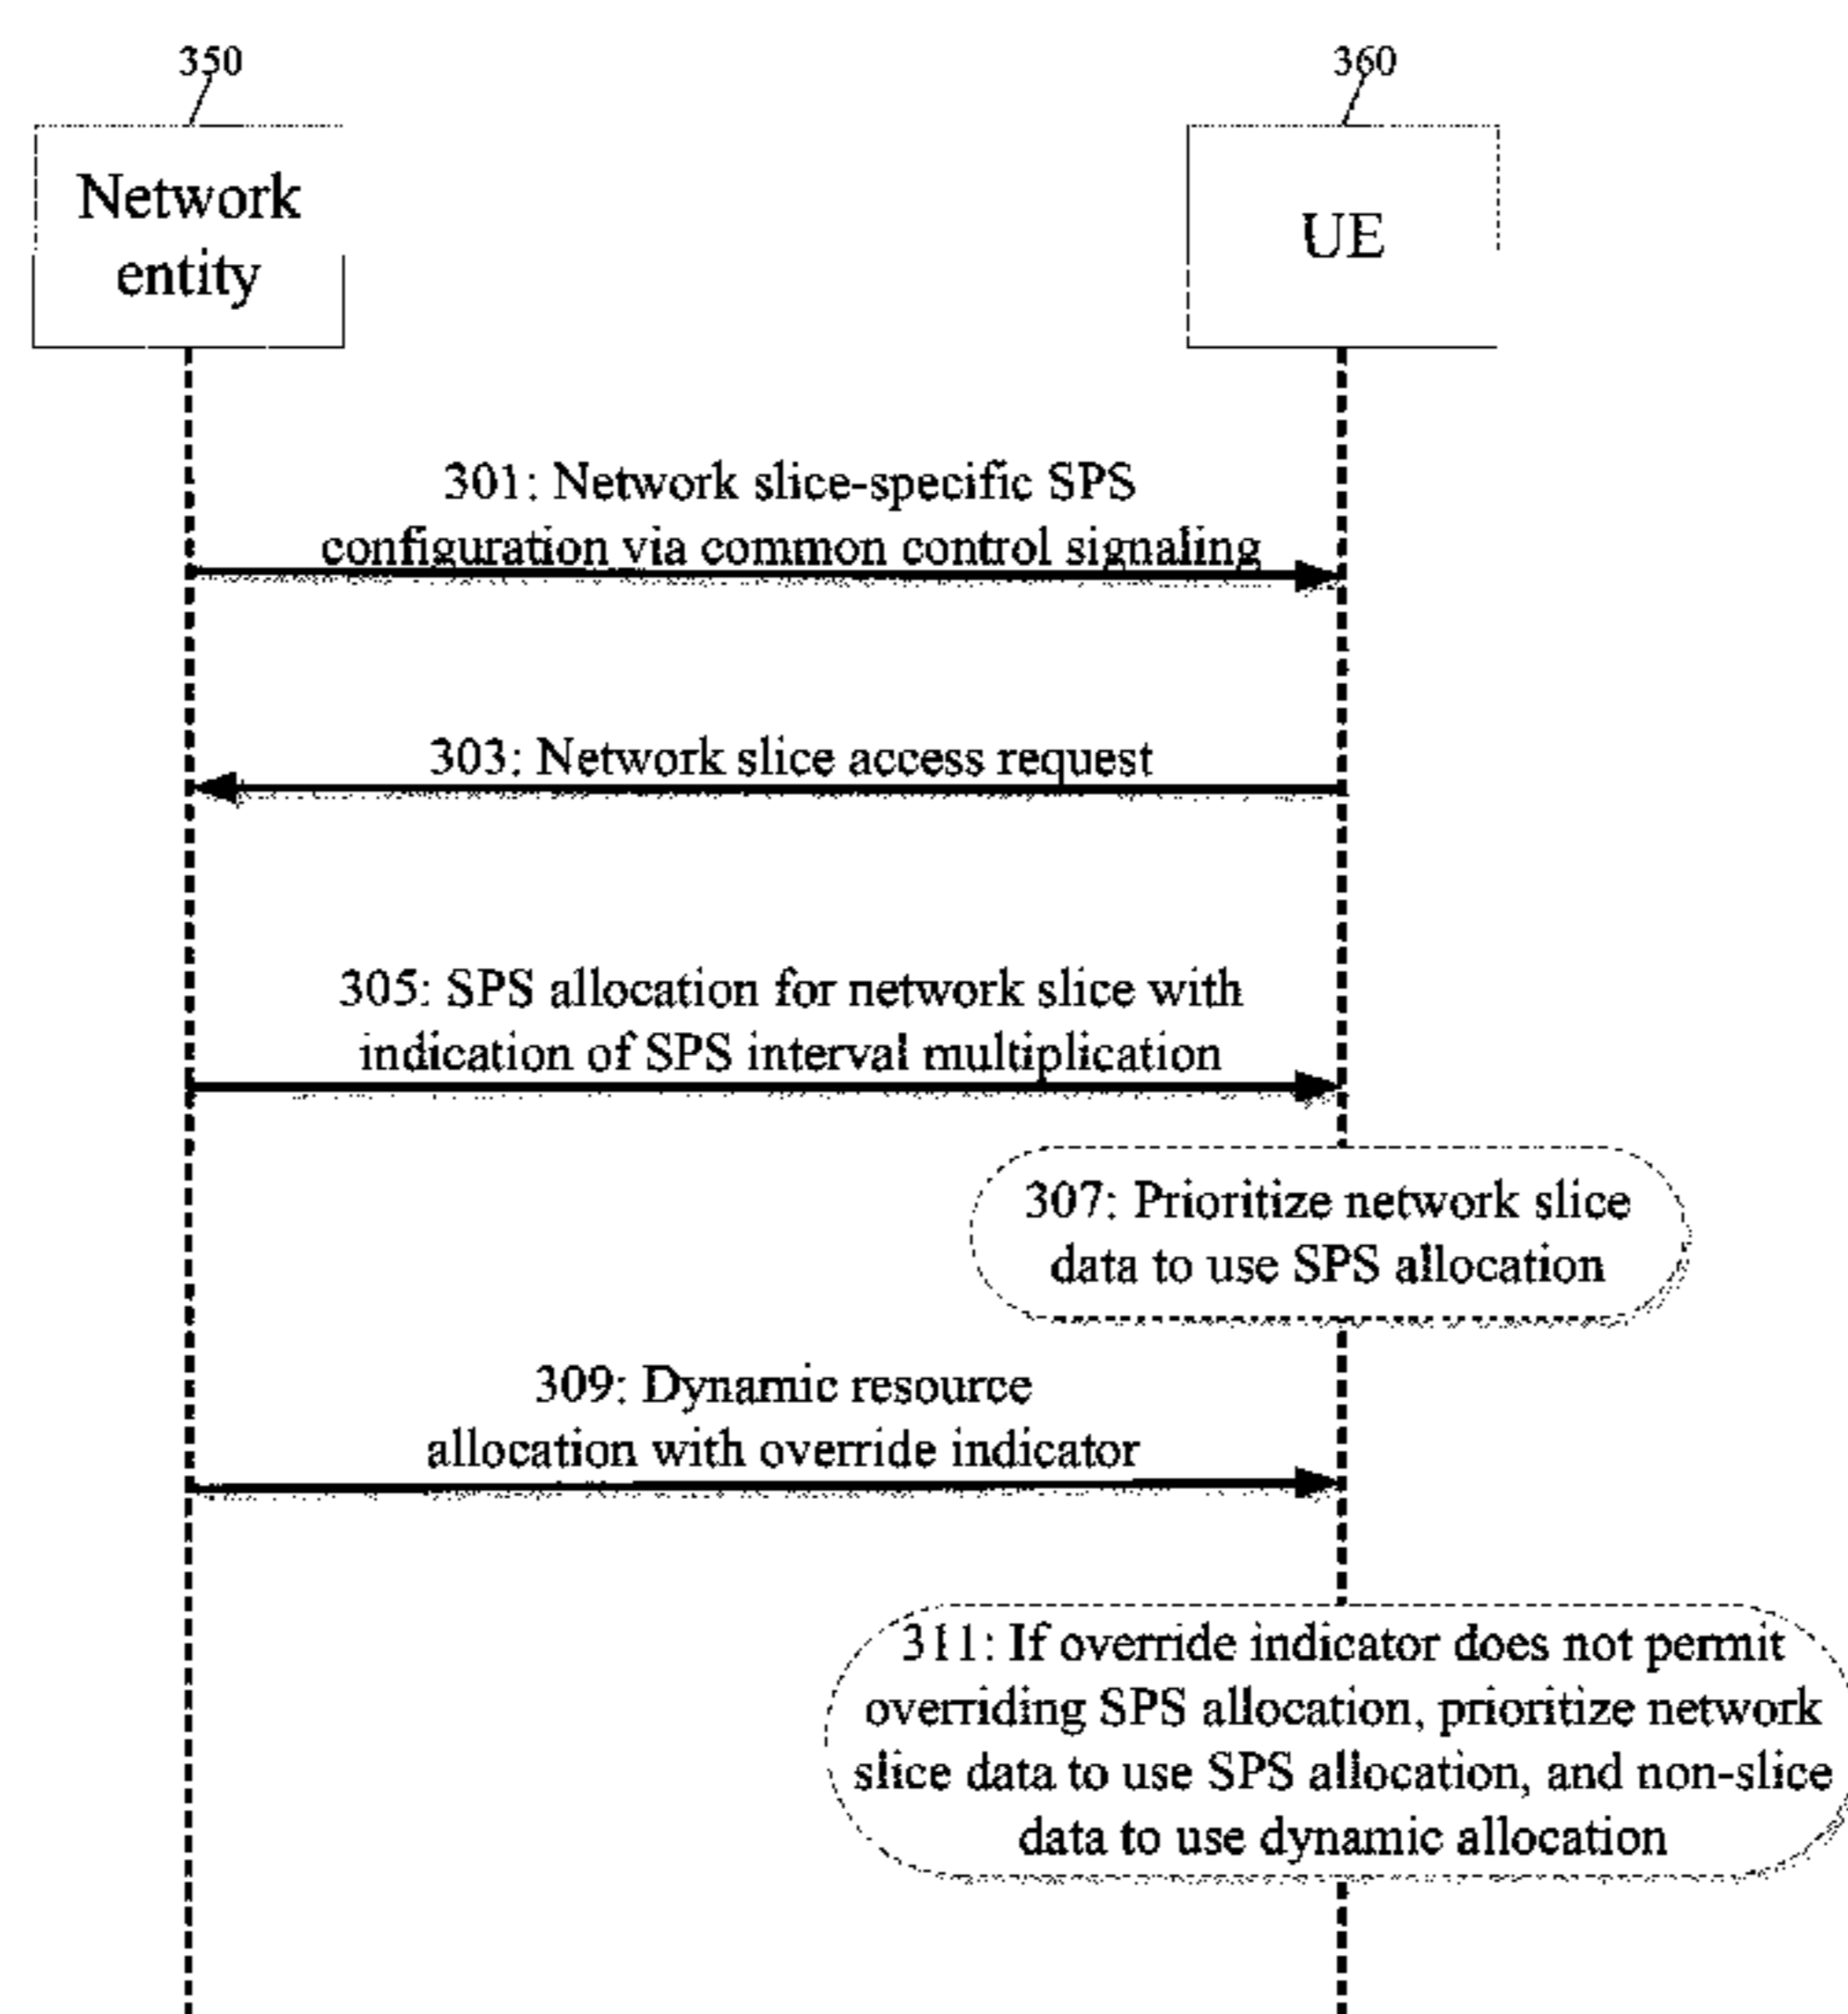 350
360
Network
entity
UE
301: Network slice-specific SPS
configuration via common control signaling
303: Network slice access request
305: SPS allocation for network slice with
indication of SPS interval multiplication
307: Prioritize network slice
data to use SPS allocation
309: Dynamic resource
allocation with override indicator
311: If override indicator does not permit
overriding SPS allocation, prioritize network
slice data to use SPS allocation, and non-slice
data to use dynamic allocation